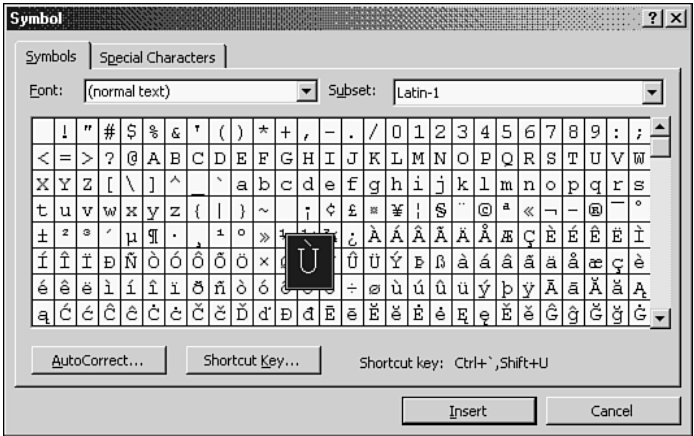 Symbol
Symbols Special Characters
Font: (normal text) Subset: Latin-1
! " # $ % & ' ( ) * + , - . / 0 1 2 3 4 5 6 7 8 9 : ;
< = > ? @ A B C D E F G H I J K L M N O P Q R S T U V W
X Y Z [ \ ] ^ _ ` a b c d e f g h i j k l m n o p q r s
t u v w x y z { | } ~ ¡ ¢ £ ¤ ¥ ¦ § ¨ © ª « ¬ - ® ¯ °
± ² ³ ´ µ ¶ · ¸ ¹ º » ¿ À Á Â Ã Ä Å Æ Ç È É Ê Ë Ì
Í Î Ï Ð Ñ Ò Ó Ô Õ Ö × Ù Û Ü Ý Þ ß à á â ã ä å æ ç è
é ê ë ì í î ï ð ñ ò ó ÷ ø ù ú û ü ý þ ÿ Ā ā Ă ă Ą
ą Ć ć Ĉ ĉ Ċ ċ Č č Ď ď Đ đ Ē ē Ĕ ĕ Ė ė Ę ę Ě ě Ĝ ĝ Ğ ğ Ġ
AutoCorrect... Shortcut Key... Shortcut key: Ctrl+`,Shift+U
Insert Cancel